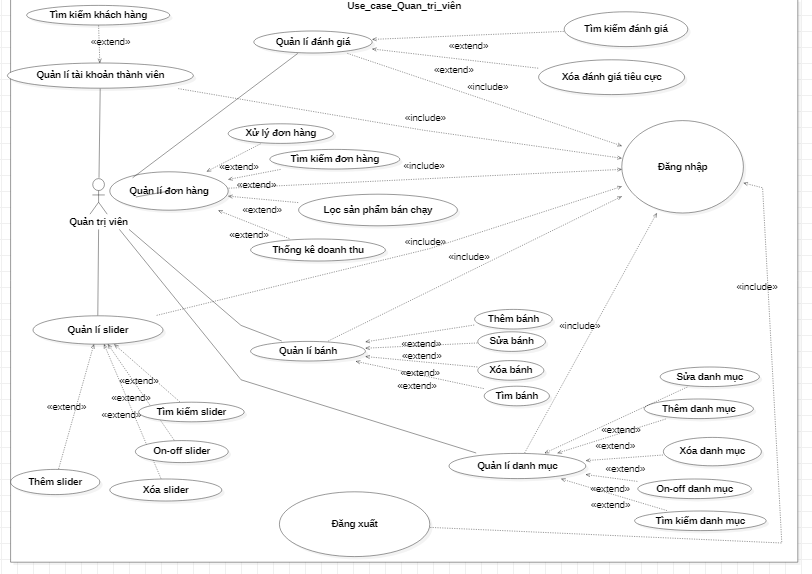 Use_case_Quan_tri_viên
Tìm kiếm khách hàng
«extend»
Quản lí tài khoản thành viên
Quản lí đánh giá
Tìm kiếm đánh giá
«extend»
«extend»
Xóa đánh giá tiêu cực
«include»
«include»
Xử lý đơn hàng
Tìm kiếm đơn hàng
«extend»
«include»
Đăng nhập
«extend»
Quản lí đơn hàng
Lọc sản phẩm bán chạy
«extend»
Quản trị viên
«extend»
Thống kê doanh thu
«include»
«include»
«include»
Thêm bánh
«include»
Quản lí slider
Sửa bánh
«extend»
Quản lí bánh
«extend»
Xóa bánh
«extend»
«extend»
Tìm bánh
«extend»
«extend»
«extend»
«extend»
Tìm kiếm slider
Sửa danh mục
Thêm danh mục
«extend»
«extend»
On-off slider
Xóa danh mục
Quản lí danh mục
«extend»
Thêm slider
Xóa slider
«extend»
On-off danh mục
«extend»
Tìm kiếm danh mục
Đăng xuất